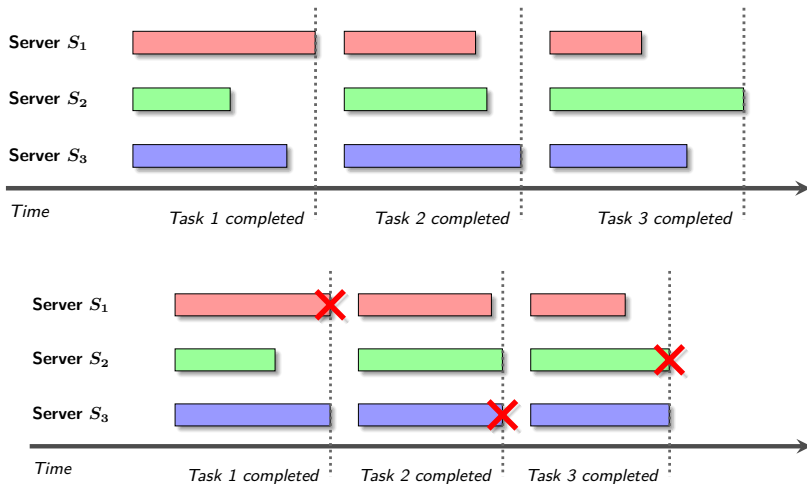 Server S₁
Server S₂
Server S₃
Time
Task 1 completed Task 2 completed Task 3 completed
Server S₁
Server S₂
Server S₃
Time
Task 1 completed Task 2 completed Task 3 completed